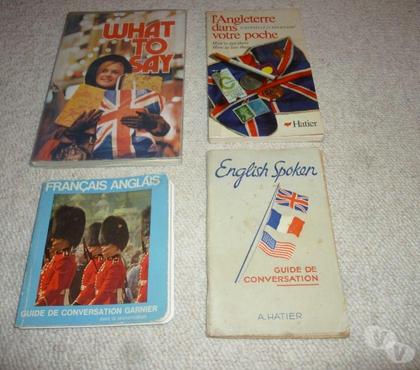 WHAT
TO
SAY
l'Angleterre
dans
votre poche
Hatier
FRANÇAIS ANGLAIS
GUIDE DE CONVERSATION GARNIER
English Spoken
GUIDE DE
CONVERSATION
A. HATIER